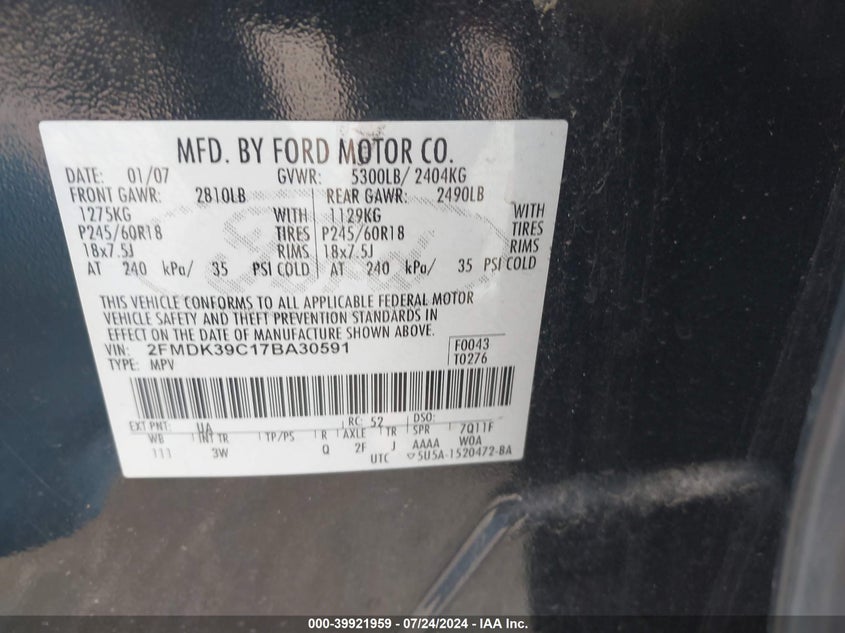 MFD. BY FORD MOTOR CO.
DATE: 01/07 GVWR: 5300LB/ 2404KG
FRONT GAWR: 2810LB REAR GAWR: 2490LB
1275KG WITH 1129KG WITH
P245/60R18 TIRES P245/60R18 TIRES
18x7.5J RIMS 18x7.5J RIMS
AT 240 kPa/ 35 PSI COLD AT 240 kPa/ 35 PSI COLD
THIS VEHICLE CONFORMS TO ALL APPLICABLE FEDERAL MOTOR
VEHICLE SAFETY AND THEFT PREVENTION STANDARDS IN
EFFECT ON THE DATE OF MANUFACTURE SHOWN ABOVE.
VIN: 2FMDK39C17BA30591 F0043
TYPE: MPV T0276
EXT PNT: UA RC: 52 DSO:
WB INT TR TP/PS R AXLE TR SPR 7Q11F
111 3W Q 2F J AAAA W0A
UTC 5U5A-1520472-BA
000-39921959 / 07/24/2024 - IAA Inc.